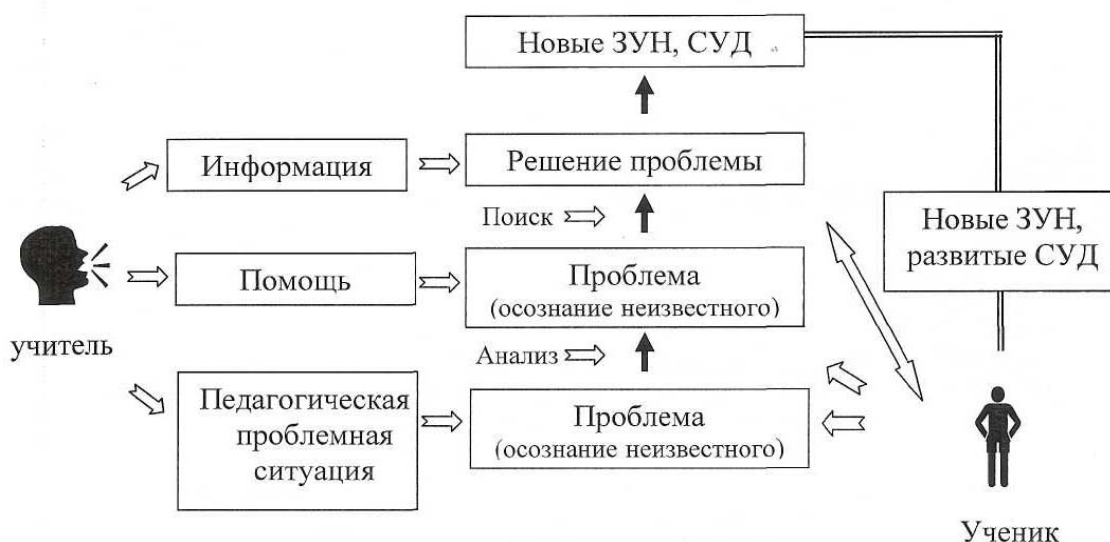 Новые ЗУН, СУД
Информация
Решение проблемы
Поиск
Новые ЗУН,
развитые СУД
Помощь
Проблема
(осознание неизвестного)
учитель
Анализ
Педагогическая
проблемная
ситуация
Проблема
(осознание неизвестного)
Ученик